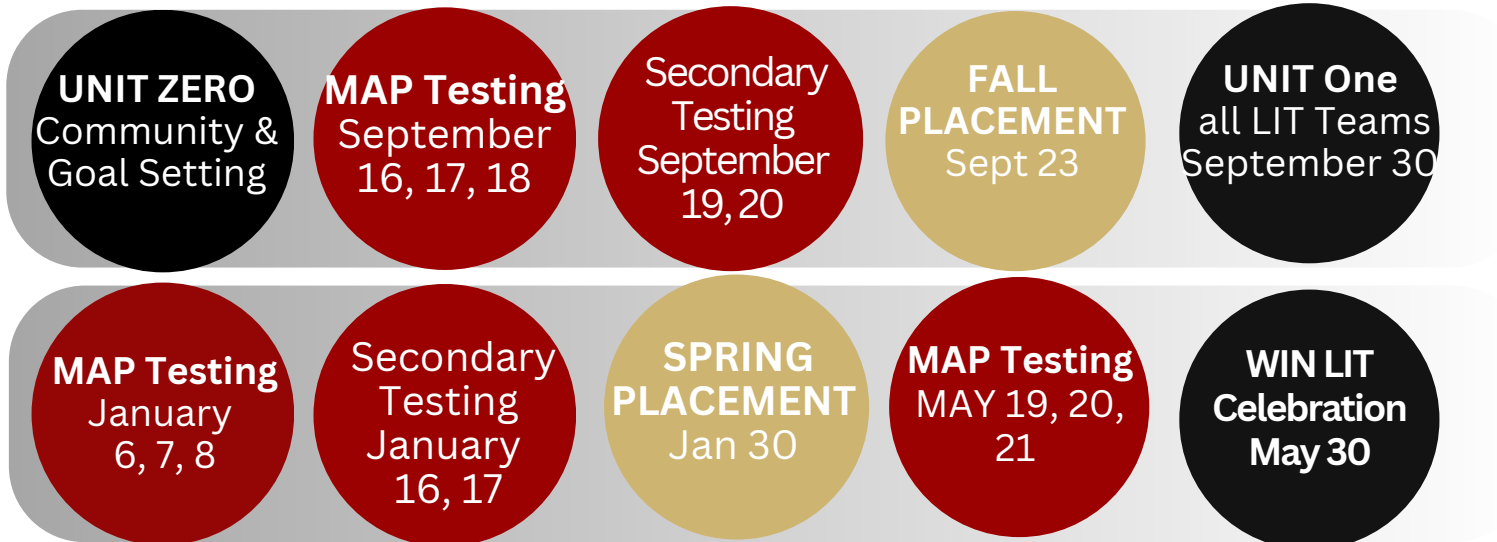 UNIT ZERO
Community &
Goal Setting
MAP Testing
September
16, 17, 18
Secondary
Testing
September
19, 20
FALL
PLACEMENT
Sept 23
UNIT One
all LIT Teams
September 30
MAP Testing
January
6, 7, 8
Secondary
Testing
January
16, 17
SPRING
PLACEMENT
Jan 30
MAP Testing
MAY 19, 20,
21
WIN LIT
Celebration
May 30